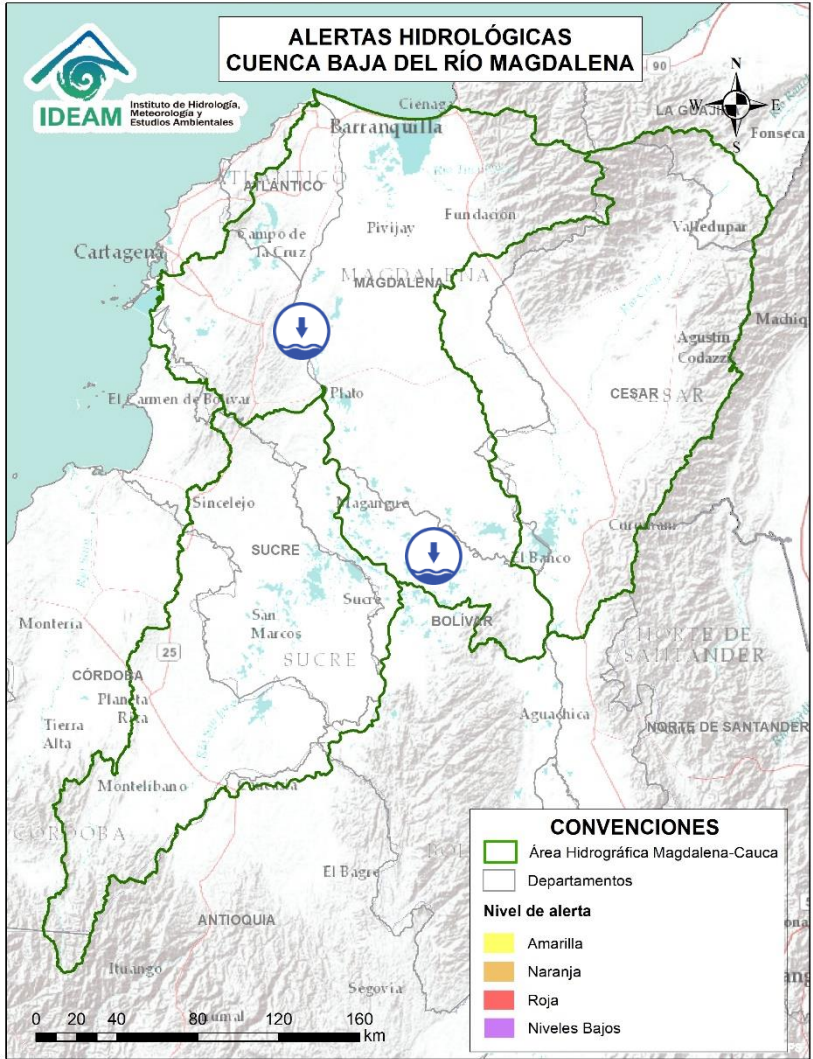 ALERTAS HIDROLÓGICAS
CUENCA BAJA DEL RÍO MAGDALENA
IDEAM
Instituto de Hidrología,
Meteorología y
Estudios Ambientales
N
W
E
S
90
LA GUAJIRA
Fonseca
Ciénaga
Barranquilla
ATLÁNTICO
ATLÁNTICO
Campo de
la Cruz
Pivijay
Fundación
Valledupar
Cartagena
MAGDALENA
MAGDALENA
Machiq
Agustín
Codazzi
CESAR
CESAR
El Carmen de Bolívar
Plato
Magangue
Sincelejo
Curumaní
El Banco
SUCRE
Sucre
BOLÍVAR
San
Marcos
SUCRE
Montería
25
NORTE DE
SANTANDER
CÓRDOBA
Planeta
Rica
Tierra
Alta
Aguachica
NORTE DE SANTANDER
Montelibano
CÓRDOBA
El Bagre
ANTIOQUIA
Ituango
Segovia
CONVENCIONES
Área Hidrográfica Magdalena-Cauca
Departamentos
Nivel de alerta
Amarilla
Naranja
Roja
Niveles Bajos
0 20 40 80 120 160
km